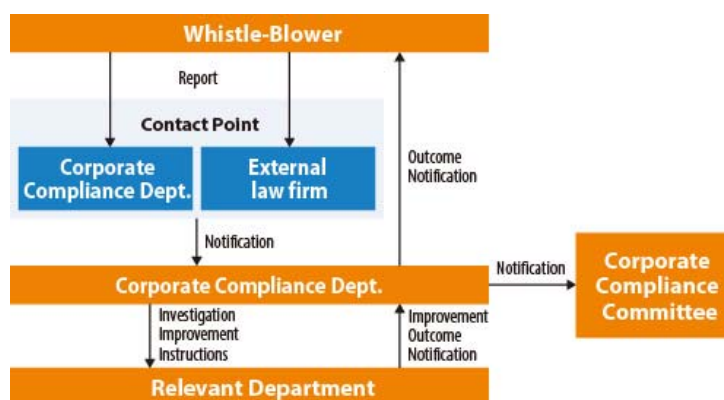 Whistle-Blower
Report
Contact Point
Corporate
Compliance Dept.
External
law firm
Outcome
Notification
Notification
Corporate Compliance Dept.
Notification
Corporate
Compliance
Committee
Investigation
Improvement
Instructions
Improvement
Outcome
Notification
Relevant Department